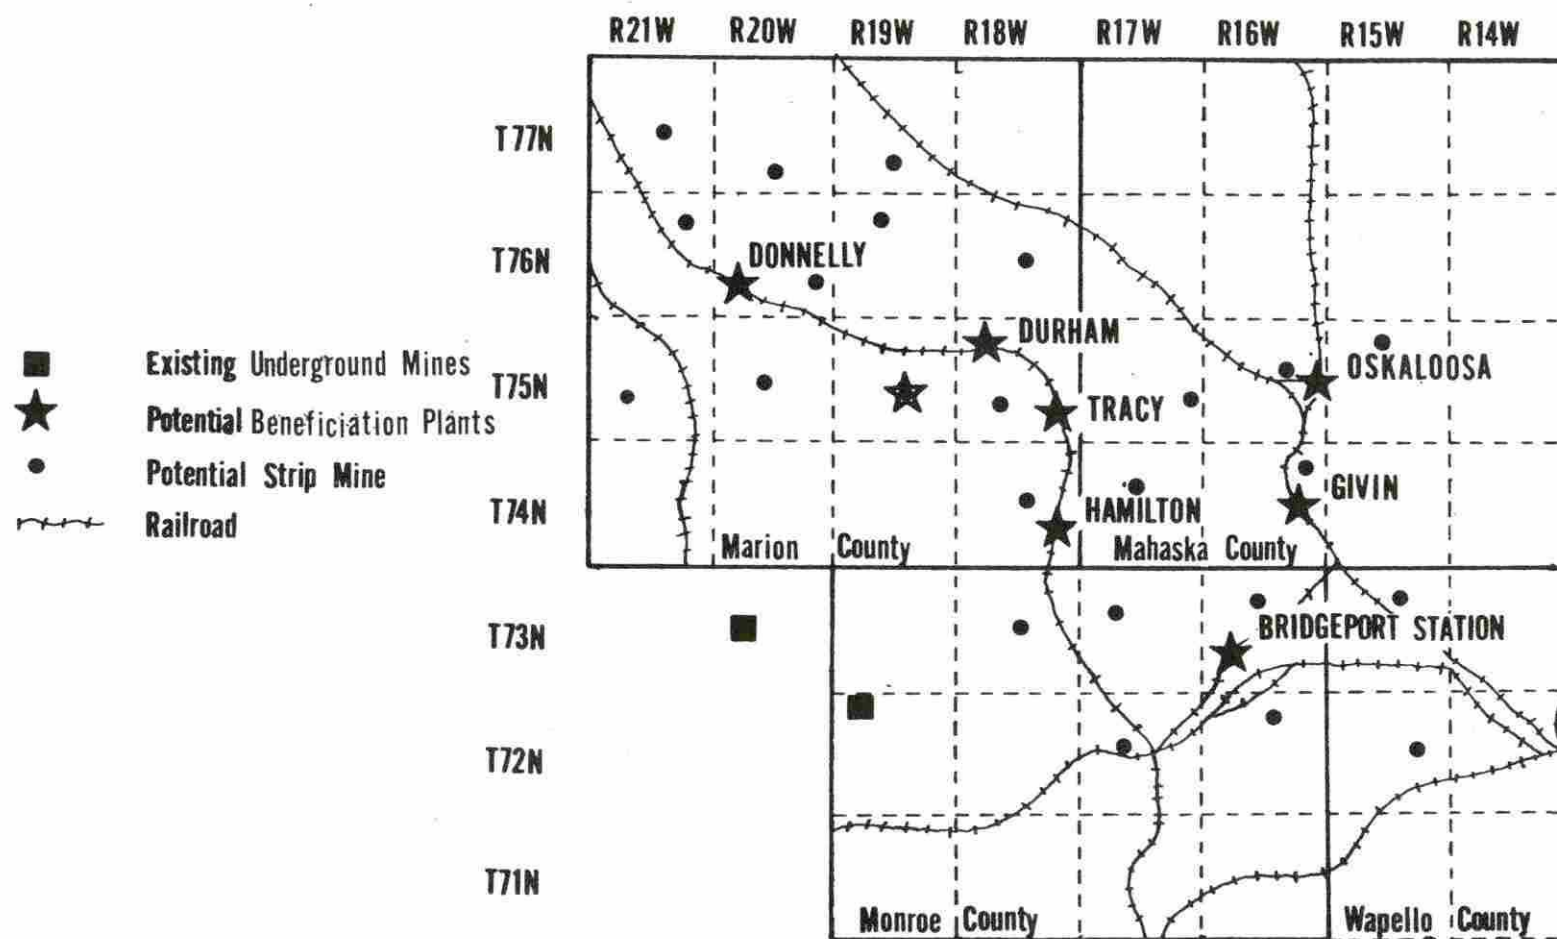 R21W R20W R19W R18W R17W R16W R15W R14W
T77N
T76N
DONNELLY
DURHAM
Existing Underground Mines
OSKALOOSA
T75N
Potential Beneficiation Plants
TRACY
Potential Strip Mine
GIVIN
T74N
HAMILTON
Railroad
Marion County
Mahaska County
T73N
BRIDGEPORT STATION
T72N
T71N
Monroe County
Wapello County